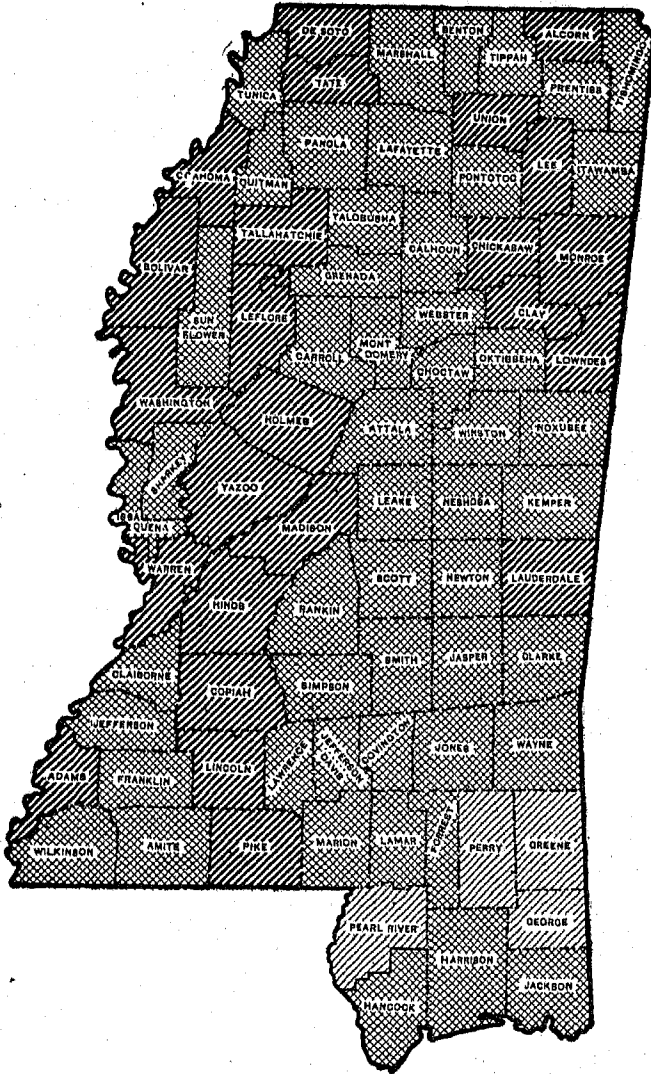 DE SOTO
MARSHALL
BENTON
TIPPAH
ALCORN
TISHOMINGO
TUNICA
TATE
PRENTISS
UNION
PANOLA
LAFAYETTE
LEE
ITAWAMBA
COAHOMA
QUITMAN
PONTOTOC
YALOBUSHA
TALLAHATCHIE
CALHOUN
CHICKASAW
MONROE
BOLIVAR
GRENADA
SUN
FLOWER
LEFLORE
WEBSTER
CLAY
CARROLL
MONT
GOMERY
CHOCTAW
OKTIBBEHA
LOWNDES
WASHINGTON
HOLMES
ATTALA
WINSTON
NOXUBEE
SHARKEY
YAZOO
LEAKE
NESHOBA
KEMPER
ISSA
QUENA
MADISON
WARREN
HINDS
RANKIN
SCOTT
NEWTON
LAUDERDALE
CLAIBORNE
COPIAH
SIMPSON
SMITH
JASPER
CLARKE
JEFFERSON
ADAMS
FRANKLIN
LINCOLN
LAWRENCE
JEFFERSON
DAVIS
COVINGTON
JONES
WAYNE
WILKINSON
AMITE
PIKE
MARION
LAMAR
FORREST
PERRY
GREENE
PEARL RIVER
GEORGE
HARRISON
HANCOCK
JACKSON